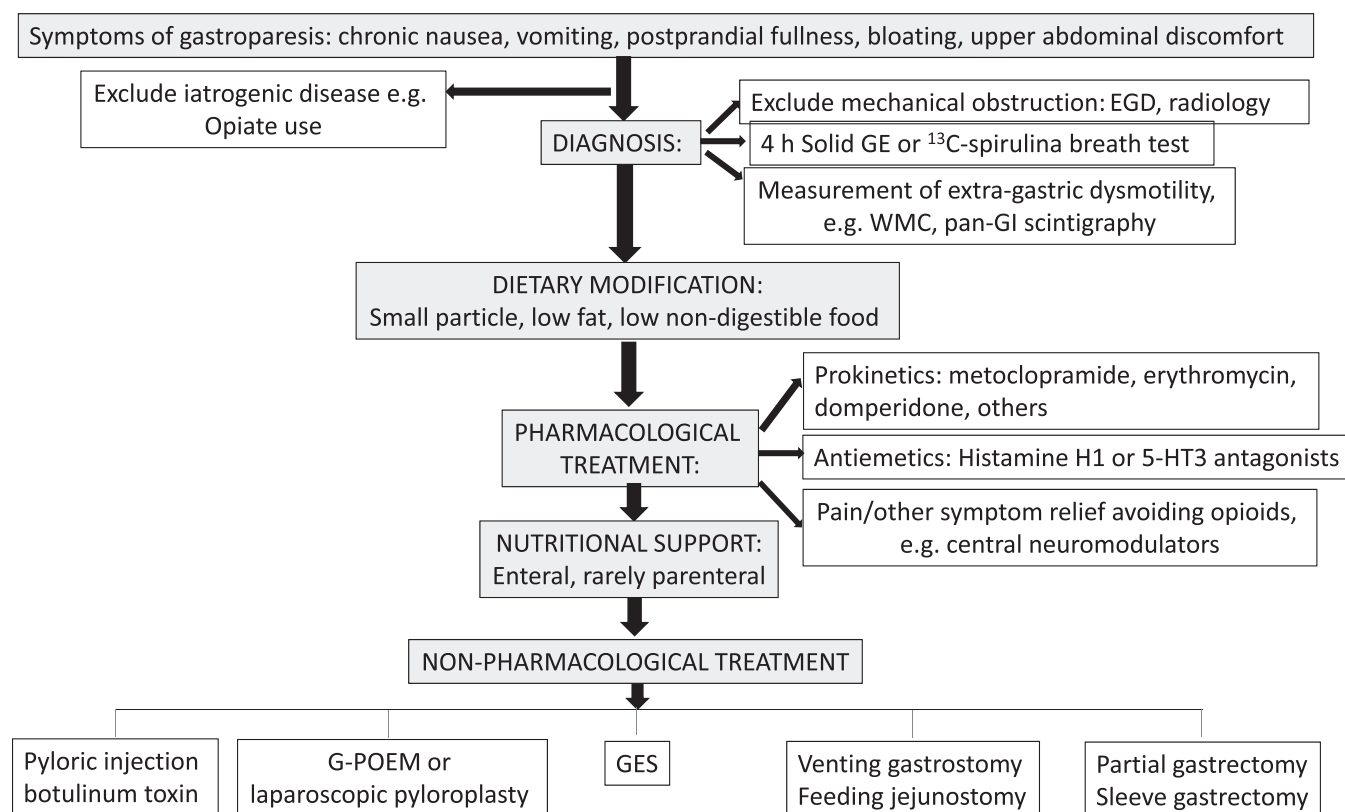 Symptoms of gastroparesis: chronic nausea, vomiting, postprandial fullness, bloating, upper abdominal discomfort
Exclude iatrogenic disease e.g.
Opiate use
DIAGNOSIS:
Exclude mechanical obstruction: EGD, radiology
4 h Solid GE or ¹³C-spirulina breath test
Measurement of extra-gastric dysmotility,
e.g. WMC, pan-GI scintigraphy
DIETARY MODIFICATION:
Small particle, low fat, low non-digestible food
PHARMACOLOGICAL
TREATMENT:
Prokinetics: metoclopramide, erythromycin,
domperidone, others
Antiemetics: Histamine H1 or 5-HT3 antagonists
Pain/other symptom relief avoiding opioids,
e.g. central neuromodulators
NUTRITIONAL SUPPORT:
Enteral, rarely parenteral
NON-PHARMACOLOGICAL TREATMENT
Pyloric injection
botulinum toxin
G-POEM or
laparoscopic pyloroplasty
GES
Venting gastrostomy
Feeding jejunostomy
Partial gastrectomy
Sleeve gastrectomy